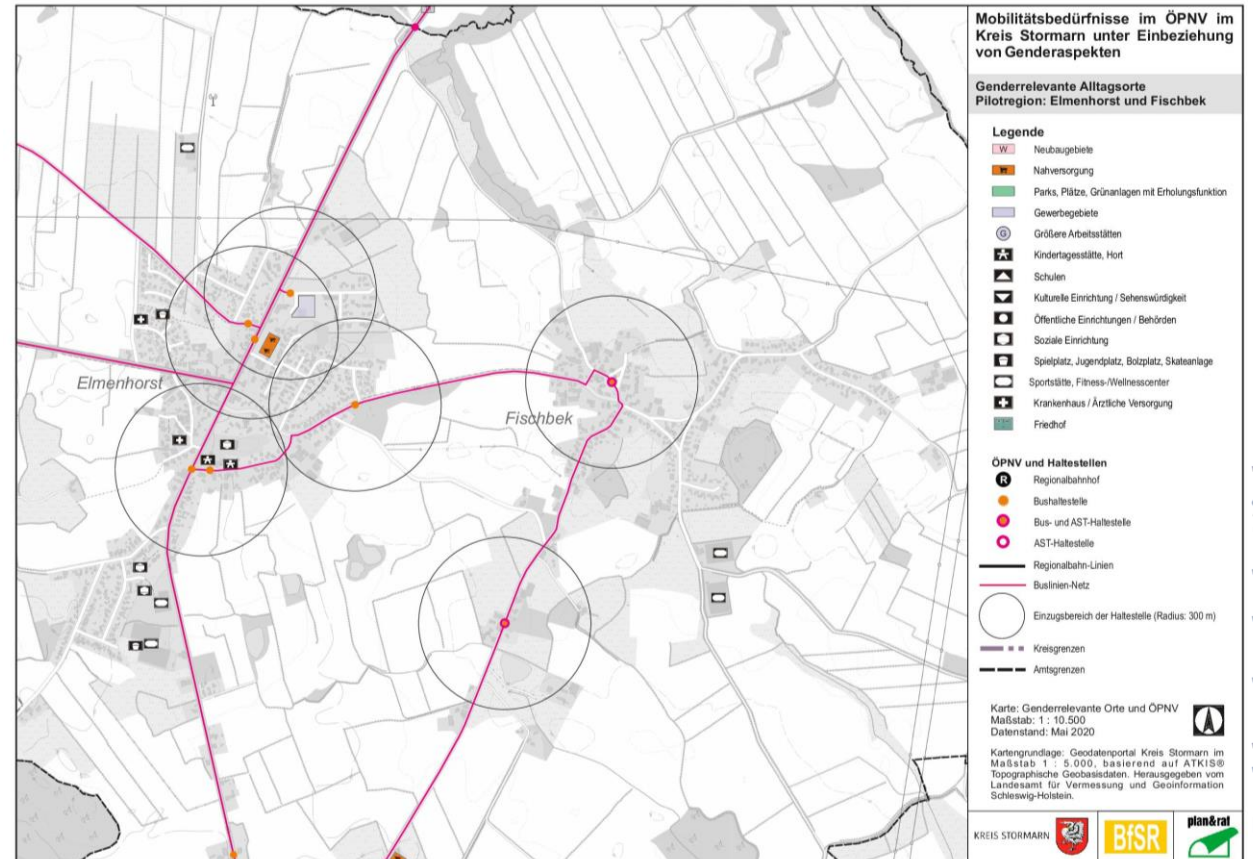 Mobilitätsbedürfnisse im ÖPNV im
Kreis Stormarn unter Einbeziehung
von Genderaspekten
Genderrelevante Alltagsorte
Pilotregion: Elmenhorst und Fischbek
Legende
W Neubaugebiete
Nahversorgung
Parks, Plätze, Grünanlagen mit Erholungsfunktion
Gewerbegebiete
G Größere Arbeitsstätten
Kindertagesstätte, Hort
Schulen
Kulturelle Einrichtung / Sehenswürdigkeit
Öffentliche Einrichtungen / Behörden
Soziale Einrichtung
Spielplatz, Jugendplatz, Bolzplatz, Skateanlage
Sportstätte, Fitness-/Wellnesscenter
Krankenhaus / Ärztliche Versorgung
Friedhof
ÖPNV und Haltestellen
R Regionalbahnhof
Bushaltestelle
Bus- und AST-Haltestelle
AST-Haltestelle
Regionalbahn-Linien
Buslinien-Netz
Einzugsbereich der Haltestelle (Radius: 300 m)
Kreisgrenzen
Amtsgrenzen
Karte: Genderrelevante Orte und ÖPNV
Maßstab: 1 : 10.500
Datenstand: Mai 2020
Kartengrundlage: Geodatenportal Kreis Stormarn im
Maßstab 1 : 5.000, basierend auf ATKIS®
Topographische Geobasisdaten. Herausgegeben vom
Landesamt für Vermessung und Geoinformation
Schleswig-Holstein.
KREIS STORMARN
BfSR
plan&rat
Elmenhorst
Fischbek